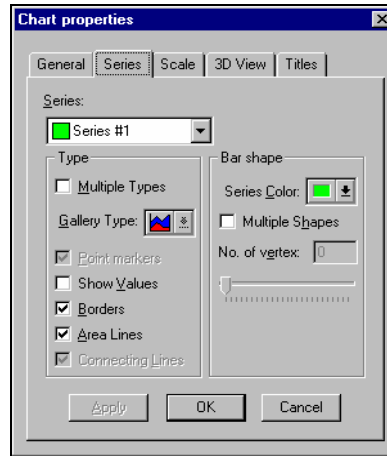 Chart properties
General Series Scale 3D View Titles
Series:
Series #1
Type
Multiple Types
Gallery Type:
Point markers
Show Values
Borders
Area Lines
Connecting Lines
Bar shape
Series Color:
Multiple Shapes
No. of vertex: 0
Apply OK Cancel